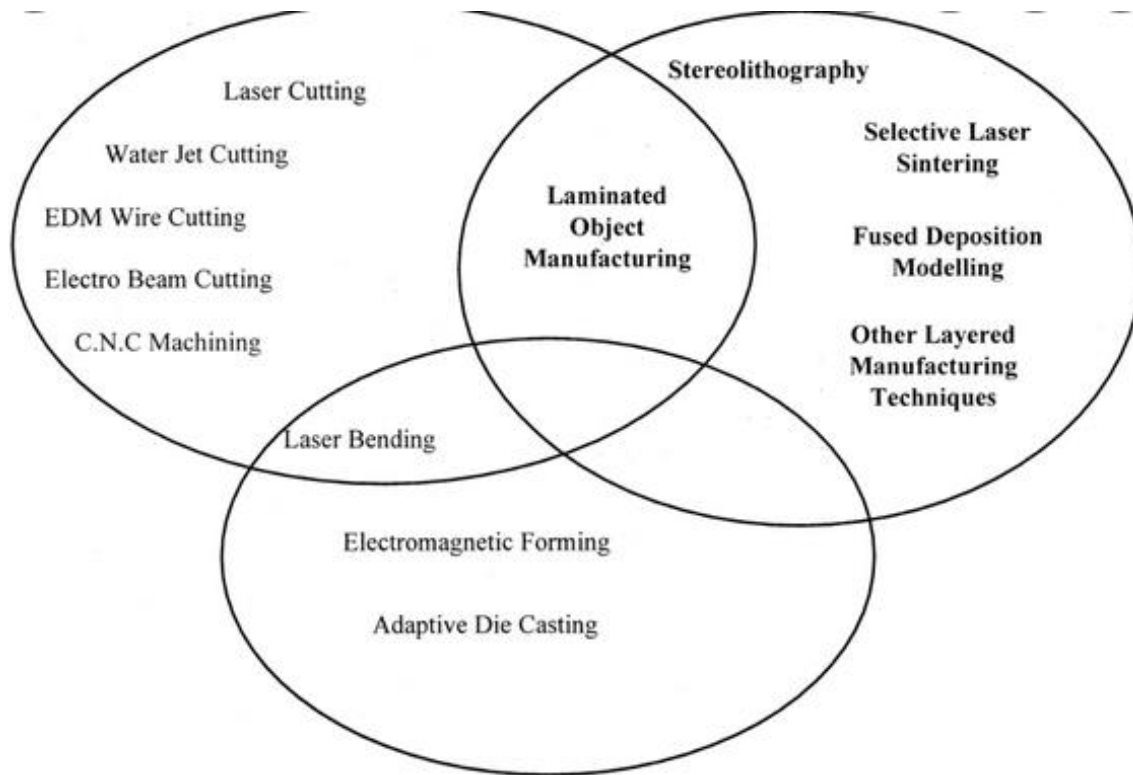 Laser Cutting
Water Jet Cutting
EDM Wire Cutting
Electro Beam Cutting
C.N.C Machining
Laser Bending
Laminated
Object
Manufacturing
Stereolithography
Selective Laser
Sintering
Fused Deposition
Modelling
Other Layered
Manufacturing
Techniques
Electromagnetic Forming
Adaptive Die Casting